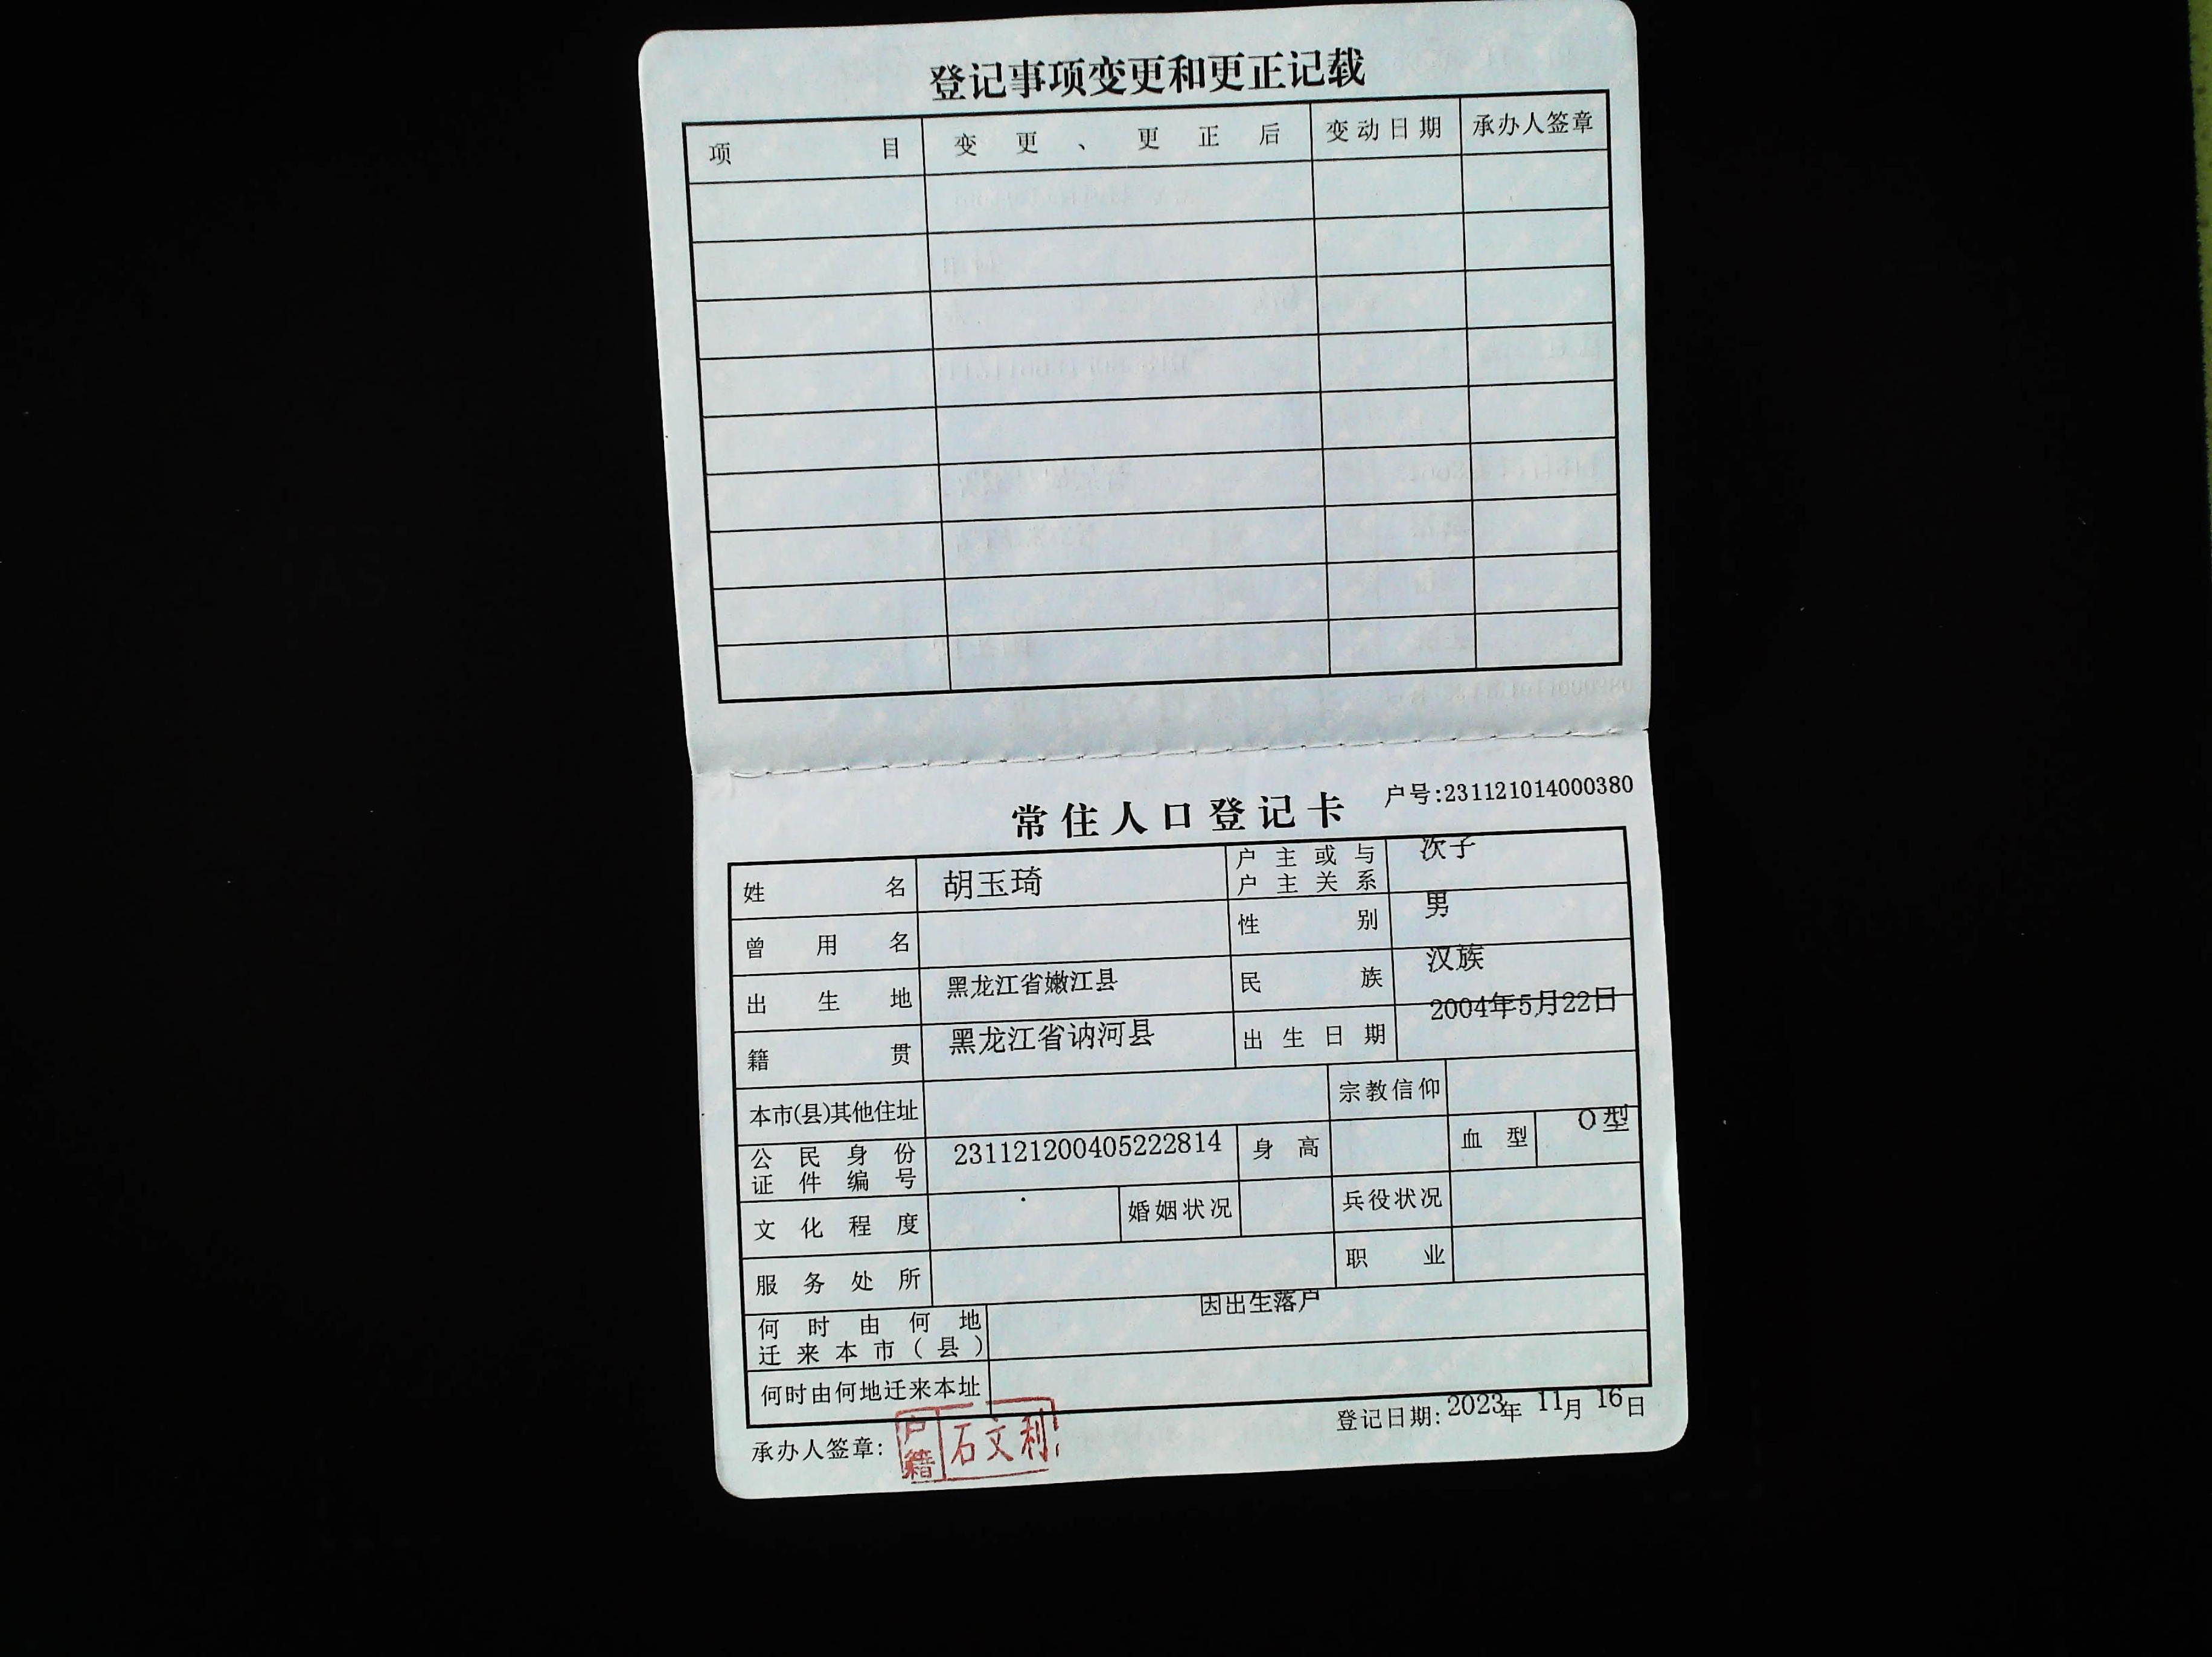 登记事项变更和更正记载
项目 变更、更正后 变动日期 承办人签章
户号:231121014000380
常住人口登记卡
姓名 胡玉琦 户主或与户主关系 次子
曾用名 性别 男
出生地 黑龙江省嫩江县 民族 汉族
籍贯 黑龙江省讷河县 出生日期 2004年5月22日
本市(县)其他住址 宗教信仰
公民身份证件编号 231121200405222814 身高 血型 O型
文化程度 婚姻状况 兵役状况
服务处所 职业
何时由何地迁来本市(县) 因出生落户
何时由何地迁来本址
承办人签章: 户籍 石文利 登记日期: 2023年 11月 16日